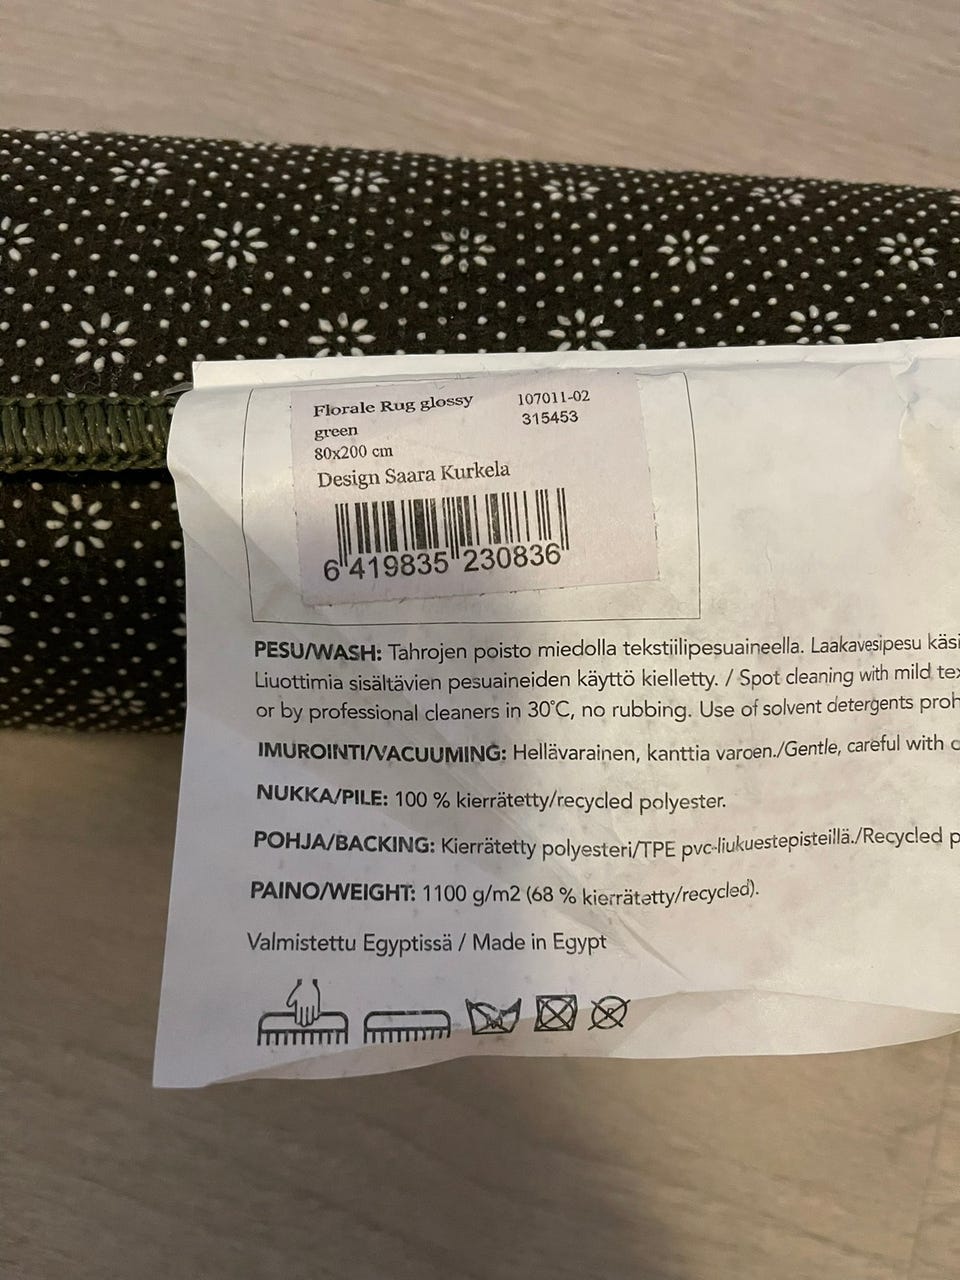 Florale Rug glossy
green
80x200 cm
Design Saara Kurkela
107011-02
315453
6 419835 230836
PESU/WASH: Tahrojen poisto miedolla tekstiilipesuaineella. Laakavesipesu
Liuottimia sisältävien pesuaineiden käyttö kielletty. / Spot cleaning with mild
or by professional cleaners in 30°C, no rubbing. Use of solvent detergents
IMUROINTI/VACUUMING: Hellävarainen, kanttia varoen./Gentle, careful with
NUKKA/PILE: 100 % kierrätetty/recycled polyester.
POHJA/BACKING: Kierrätetty polyesteri/TPE pvc-liukuestepisteillä./Recycled
PAINO/WEIGHT: 1100 g/m2 (68 % kierrätetty/recycled).
Valmistettu Egyptissä / Made in Egypt